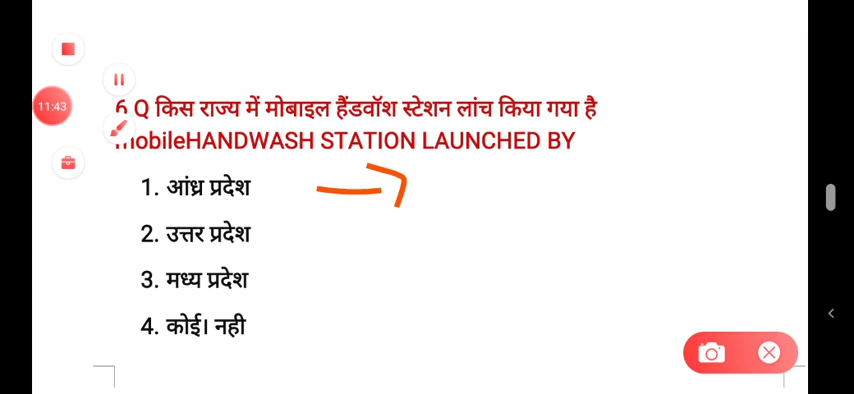 11:43
6 Q किस राज्य में मोबाइल हैंडवॉश स्टेशन लांच किया गया है
mobileHANDWASH STATION LAUNCHED BY
1. आंध्र प्रदेश
2. उत्तर प्रदेश
3. मध्य प्रदेश
4. कोई। नही